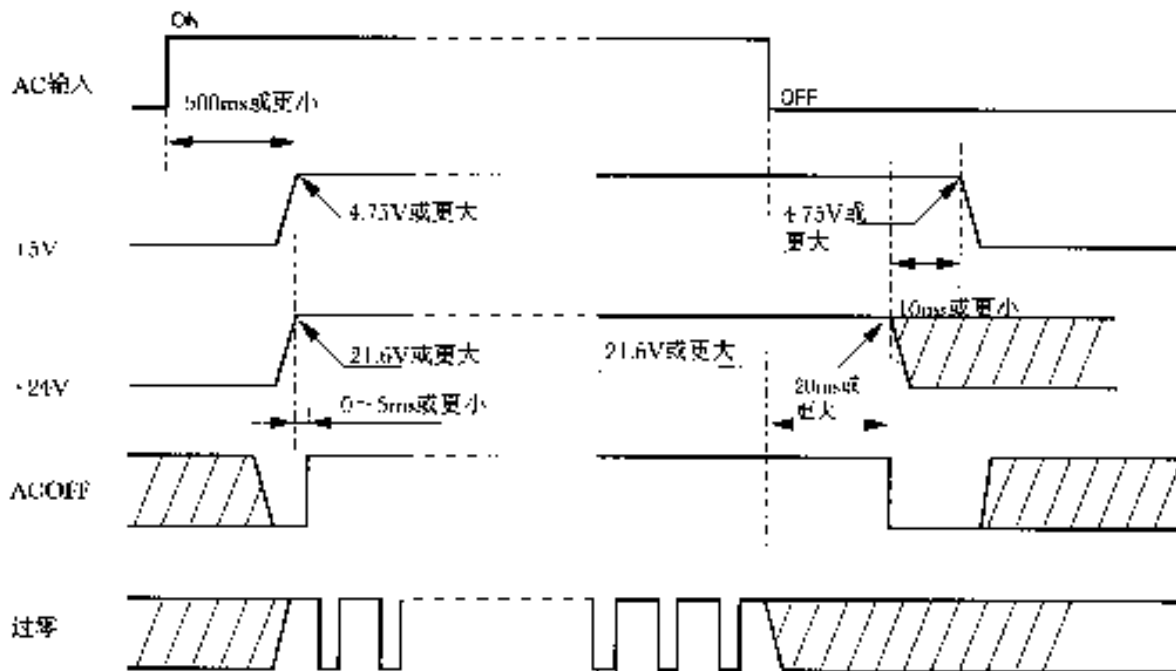 ON
AC输入
500ms或更小
OFF
4.75V或更大
4.75V或
更大
+5V
10ms或更小
21.6V或更大
21.6V或更大
+24V
20ms或
更大
0～5ms或更小
ACOFF
过零